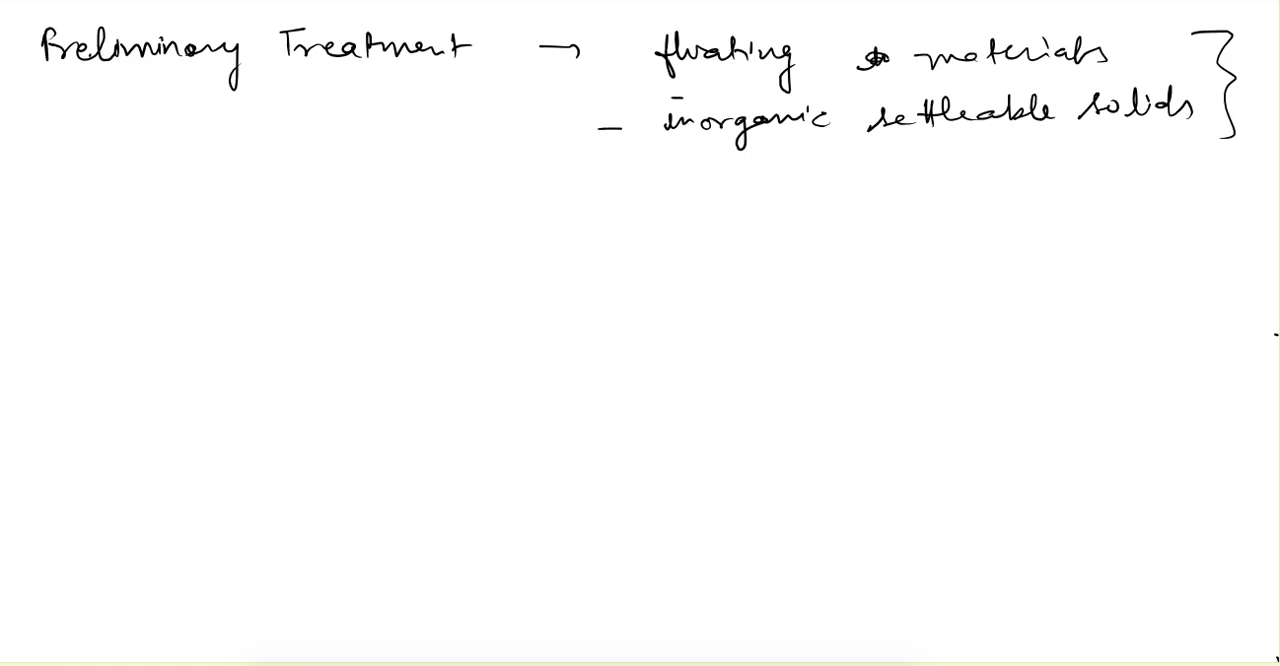 Preliminary Treatment → floating materials }
– inorganic settleable solids